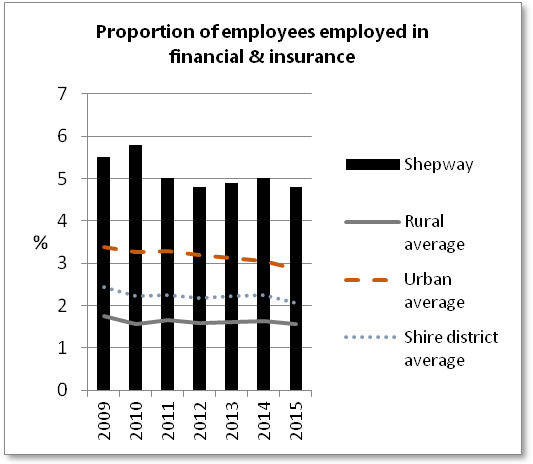 Proportion of employees employed in
financial & insurance
7
6
5
4
3
2
1
0
%
2009
2010
2011
2012
2013
2014
2015
Shepway
Rural
average
Urban
average
Shire district
average